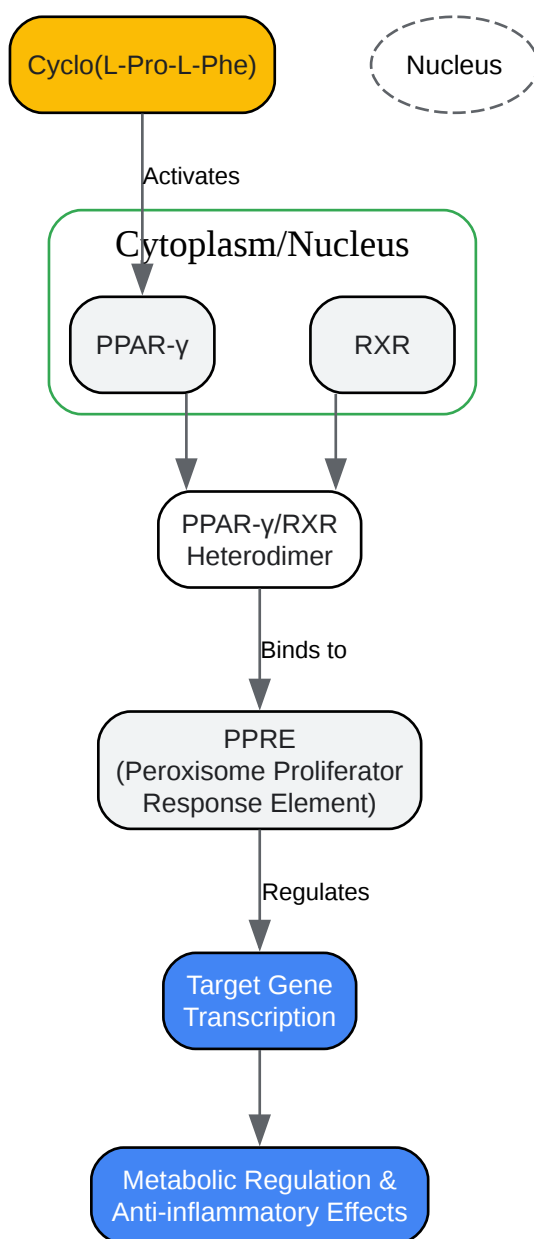 Cyclo(L-Pro-L-Phe)
Nucleus
Activates
Cytoplasm/Nucleus
PPAR-γ
RXR
PPAR-γ/RXR
Heterodimer
Binds to
PPRE
(Peroxisome Proliferator
Response Element)
Regulates
Target Gene
Transcription
Metabolic Regulation &
Anti-inflammatory Effects